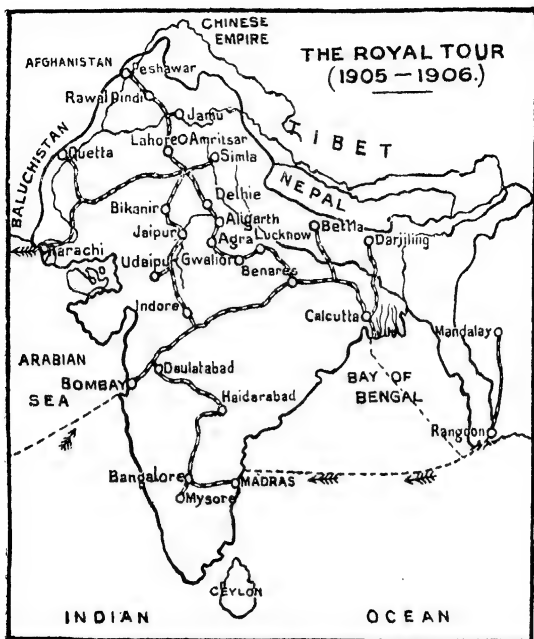 CHINESE
EMPIRE
THE ROYAL TOUR
(1905-1906.)
AFGHANISTAN
Peshawar
Rawal Pindi
Jamu
TIBET
Lahore
Amritsar
BALUCHISTAN
Quetta
Simla
NEPAL
Delhie
Bikanir
Aligarth
Bettia
Jaipur
Agra
Lucknow
Darjiling
Karachi
Udaipu
Gwalior
Benares
Indore
Calcutta
Mandalay
ARABIAN
SEA
Daulatabad
BOMBAY
BAY OF
BENGAL
Haidarabad
Rangoon
Bangalore
MADRAS
Mysore
CEYLON
INDIAN OCEAN